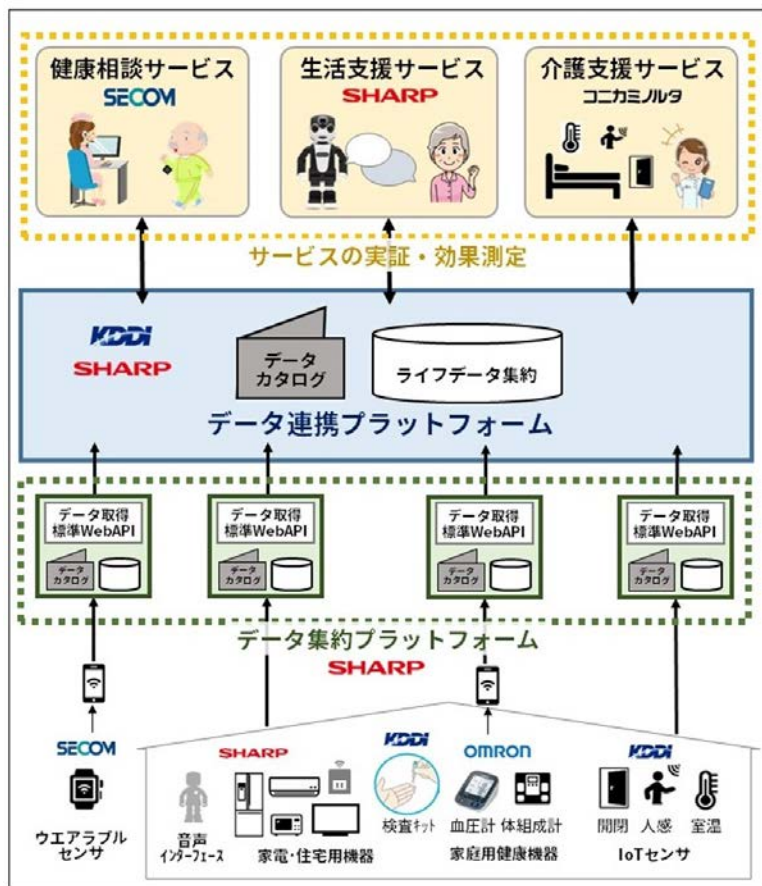 健康相談サービス
SECOM
生活支援サービス
SHARP
介護支援サービス
コニカミノルタ
サービスの実証・効果測定
KDDI
SHARP
データ
カタログ
ライフデータ集約
データ連携プラットフォーム
データ取得
標準WebAPI
データ
カタログ
データ取得
標準WebAPI
データ
カタログ
データ取得
標準WebAPI
データ
カタログ
データ取得
標準WebAPI
データ
カタログ
データ集約プラットフォーム
SHARP
SECOM
ウエアラブル
センサ
SHARP
音声
インターフェース
家電・住宅用機器
KDDI
検査キット
OMRON
血圧計
体組成計
家庭用健康機器
KDDI
開閉
人感
室温
IoTセンサ